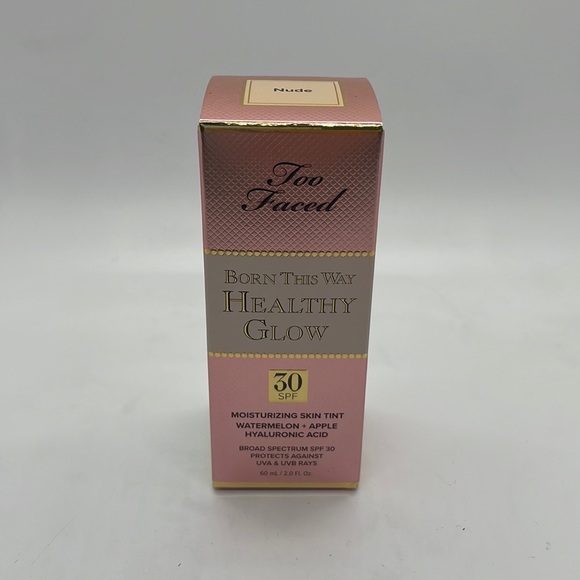 Nude
Too
Faced
BORN THIS WAY
HEALTHY
GLOW
30
SPF
MOISTURIZING SKIN TINT
WATERMELON + APPLE
HYALURONIC ACID
BROAD SPECTRUM SPF 30
PROTECTS AGAINST
UVA & UVB RAYS
60 mL / 2.0 Fl. Oz.